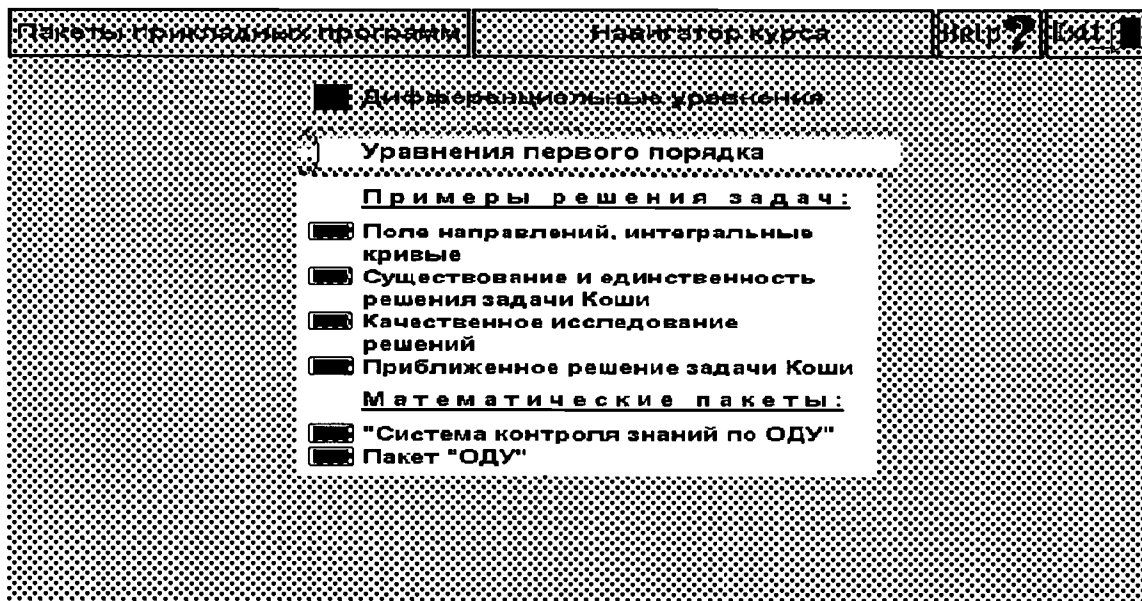 Пакеты прикладных программ Навигатор курса Help Exit
Дифференциальные уравнения
Уравнения первого порядка
Примеры решения задач:
Поле направлений, интегральные
кривые
Существование и единственность
решения задачи Коши
Качественное исследование
решений
Приближенное решение задачи Коши
Математические пакеты:
"Система контроля знаний по ОДУ"
Пакет "ОДУ"